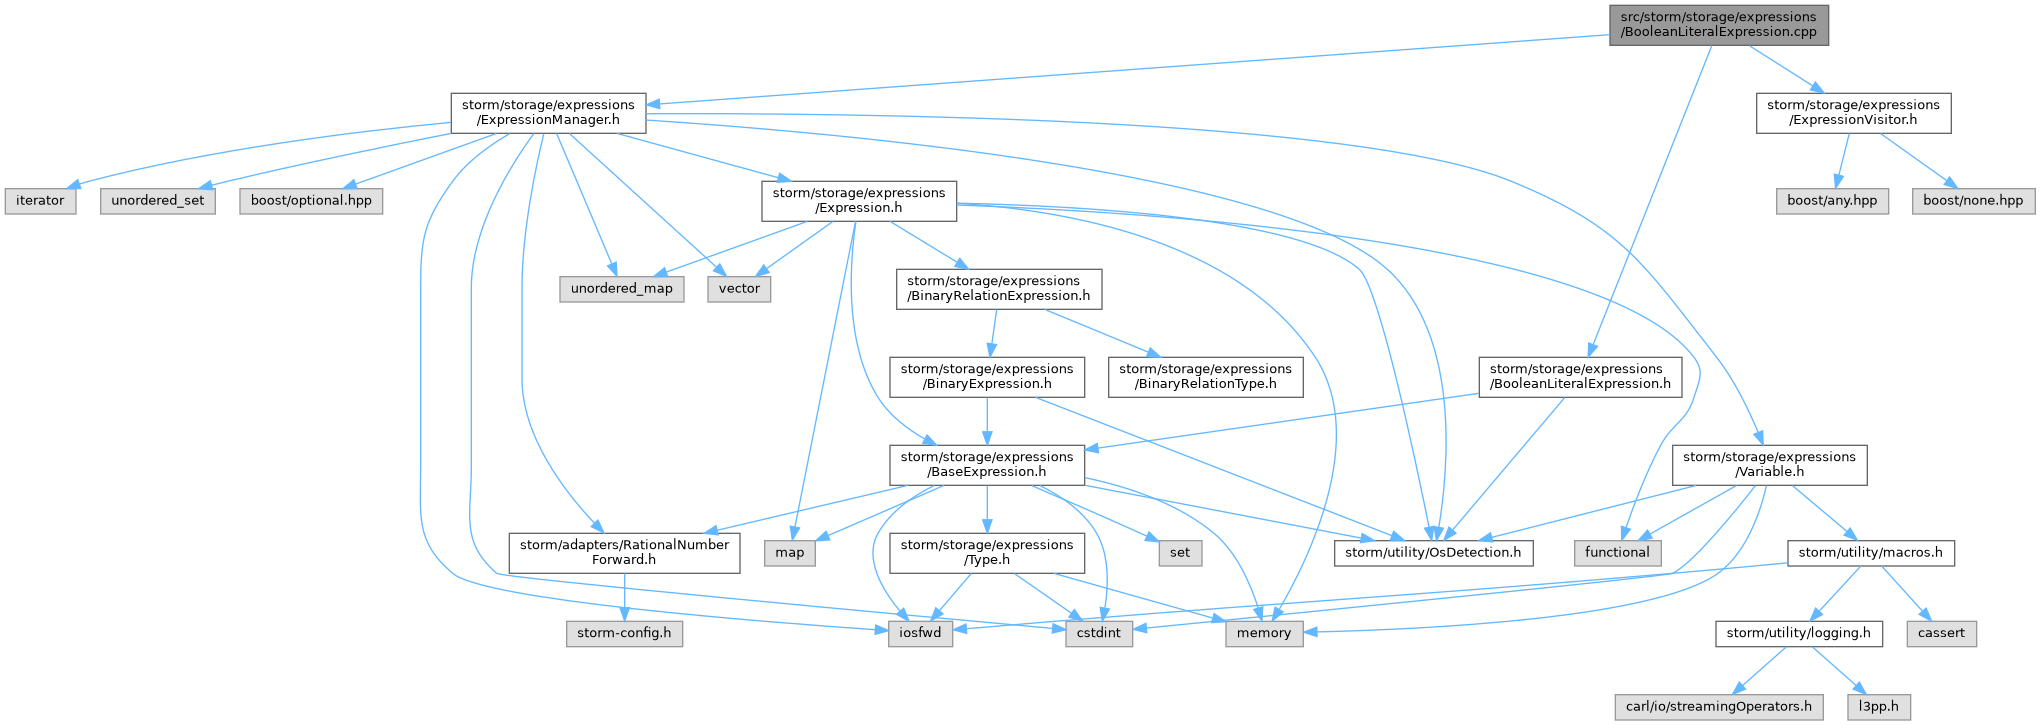 src/storm/storage/expressions
/BooleanLiteralExpression.cpp
storm/storage/expressions
/ExpressionManager.h
storm/storage/expressions
/ExpressionVisitor.h
iterator
unordered_set
boost/optional.hpp
storm/storage/expressions
/Expression.h
boost/any.hpp
boost/none.hpp
unordered_map
vector
storm/storage/expressions
/BinaryRelationExpression.h
storm/storage/expressions
/BinaryExpression.h
storm/storage/expressions
/BinaryRelationType.h
storm/storage/expressions
/BooleanLiteralExpression.h
storm/storage/expressions
/BaseExpression.h
storm/storage/expressions
/Variable.h
storm/adapters/RationalNumber
Forward.h
map
storm/storage/expressions
/Type.h
set
storm/utility/OsDetection.h
functional
storm/utility/macros.h
storm-config.h
iosfwd
cstdint
memory
storm/utility/logging.h
cassert
carl/io/streamingOperators.h
l3pp.h